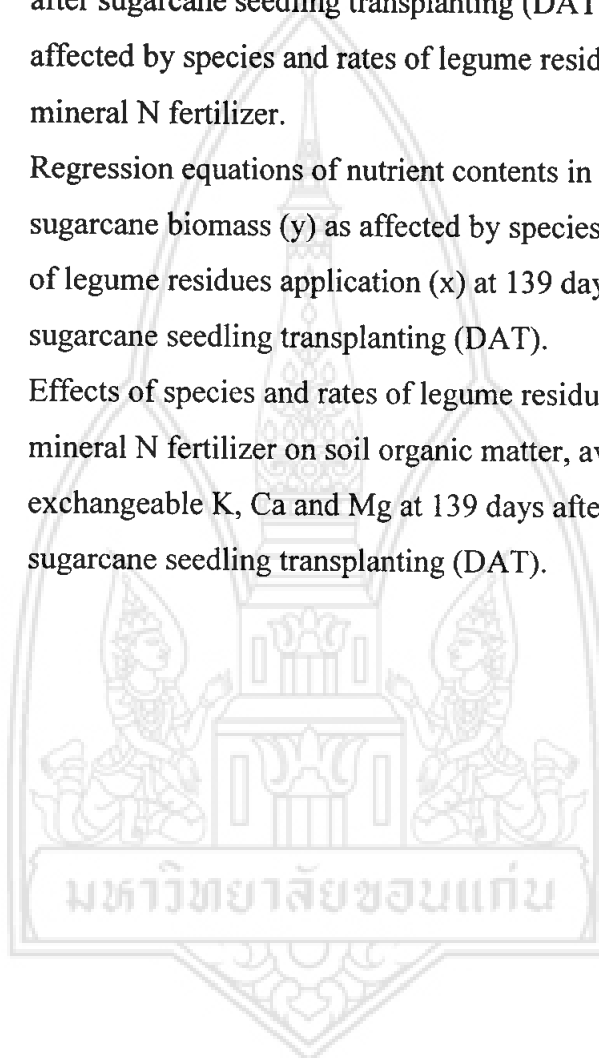 after sugarcane seedling transplanting (DAT
affected by species and rates of legume resid
mineral N fertilizer.
Regression equations of nutrient contents in
sugarcane biomass (y) as affected by species
of legume residues application (x) at 139 day
sugarcane seedling transplanting (DAT).
Effects of species and rates of legume residu
mineral N fertilizer on soil organic matter, av
exchangeable K, Ca and Mg at 139 days afte
sugarcane seedling transplanting (DAT).
มหาวิทยาลัยขอนแก่น